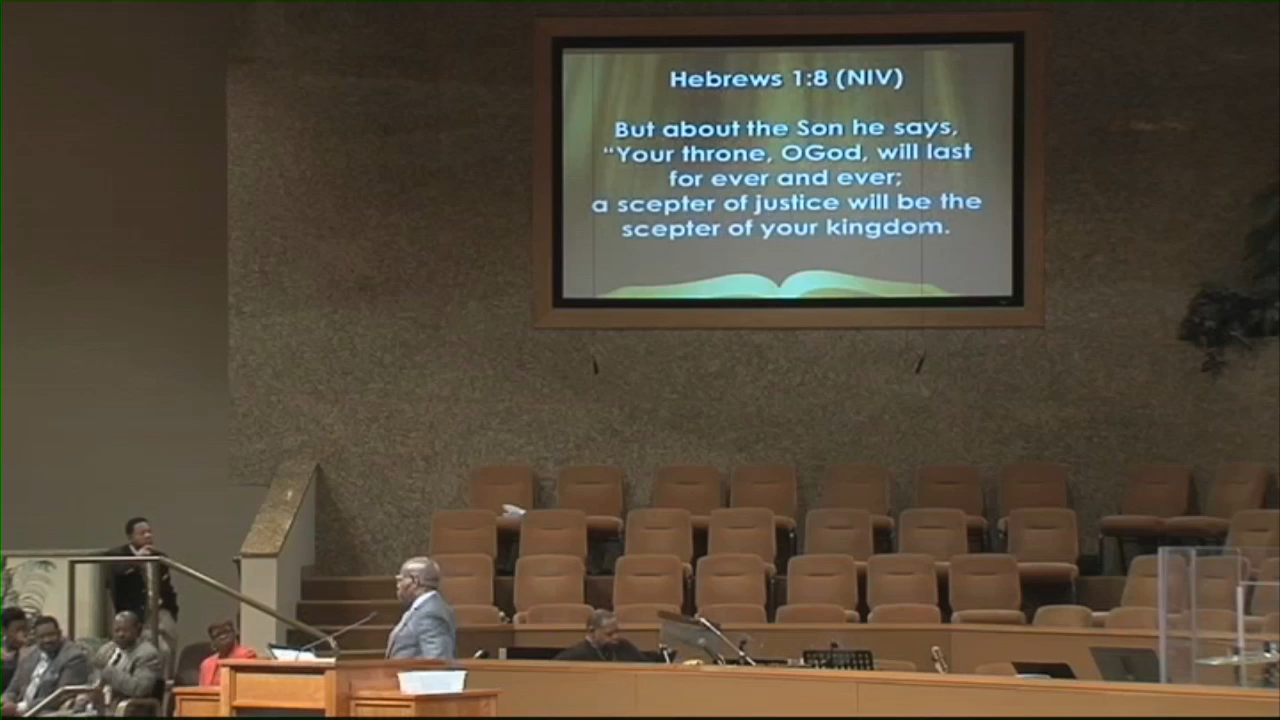 Hebrews 1:8 (NIV)
But about the Son he says,
“Your throne, OGod, will last
for ever and ever;
a scepter of justice will be the
scepter of your kingdom.